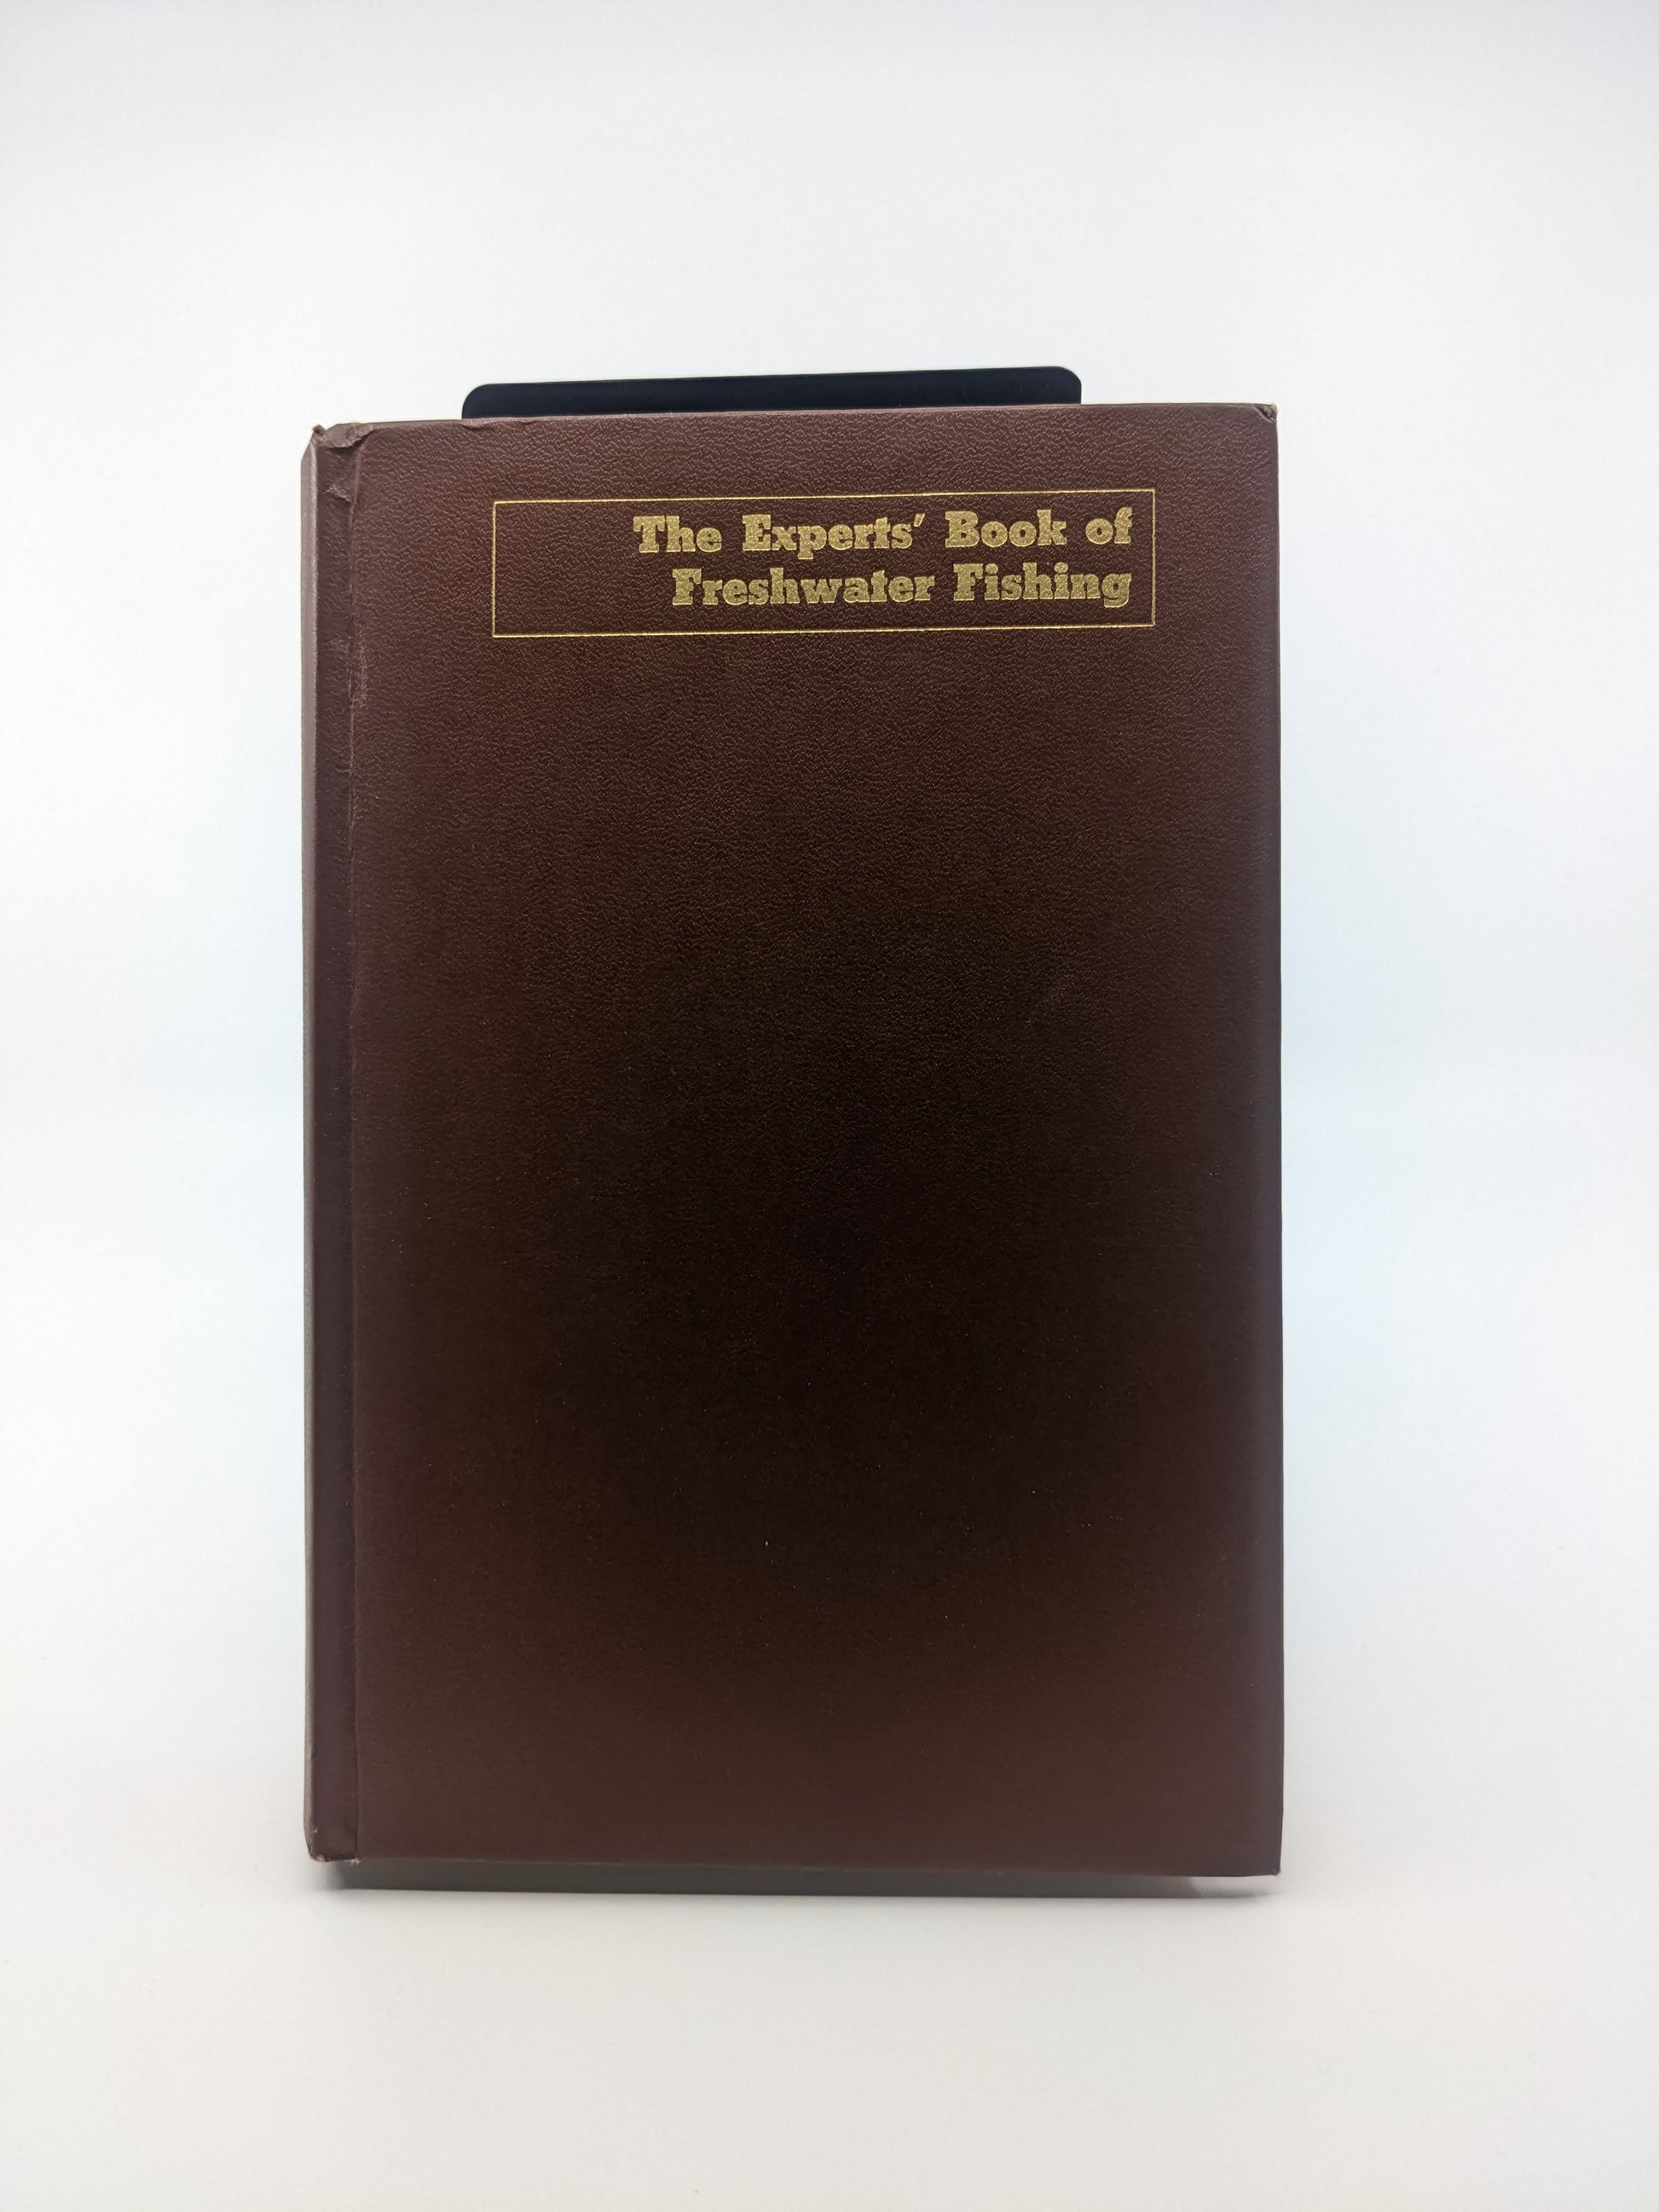 The Experts' Book of
Freshwater Fishing